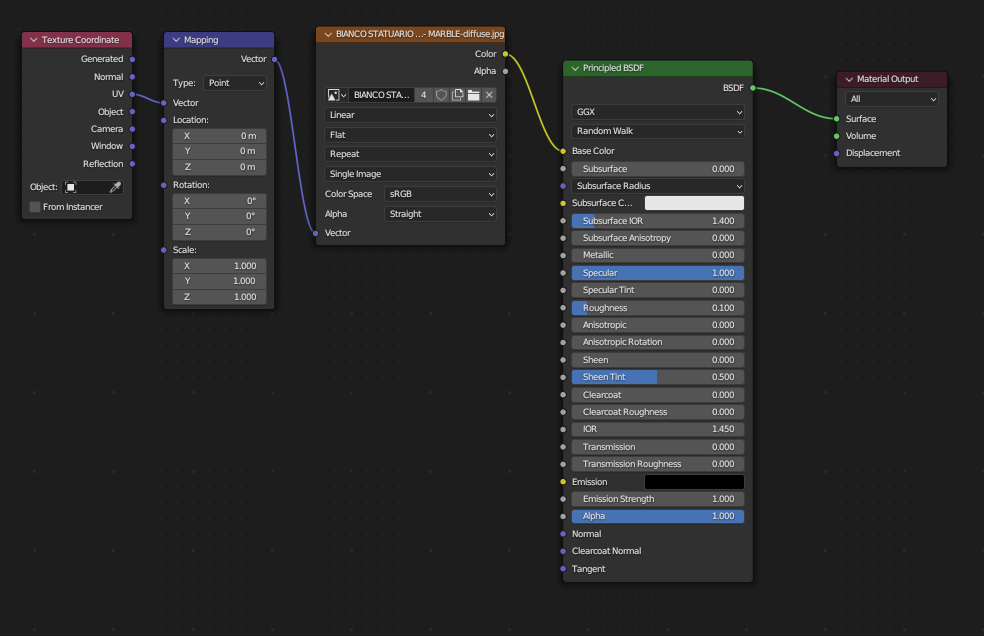 Texture Coordinate
Generated
Normal
UV
Object
Camera
Window
Reflection
Object:
From Instancer
Mapping
Vector
Type: Point
Vector
Location:
X 0 m
Y 0 m
Z 0 m
Rotation:
X 0°
Y 0°
Z 0°
Scale:
X 1.000
Y 1.000
Z 1.000
BIANCO STATUARIO ...- MARBLE-diffuse.jpg
Color
Alpha
BIANCO STA... 4
Linear
Flat
Repeat
Single Image
Color Space sRGB
Alpha Straight
Vector
Principled BSDF
BSDF
GGX
Random Walk
Base Color
Subsurface 0.000
Subsurface Radius
Subsurface C...
Subsurface IOR 1.400
Subsurface Anisotropy 0.000
Metallic 0.000
Specular 1.000
Specular Tint 0.000
Roughness 0.100
Anisotropic 0.000
Anisotropic Rotation 0.000
Sheen 0.000
Sheen Tint 0.500
Clearcoat 0.000
Clearcoat Roughness 0.000
IOR 1.450
Transmission 0.000
Transmission Roughness 0.000
Emission
Emission Strength 1.000
Alpha 1.000
Normal
Clearcoat Normal
Tangent
Material Output
All
Surface
Volume
Displacement